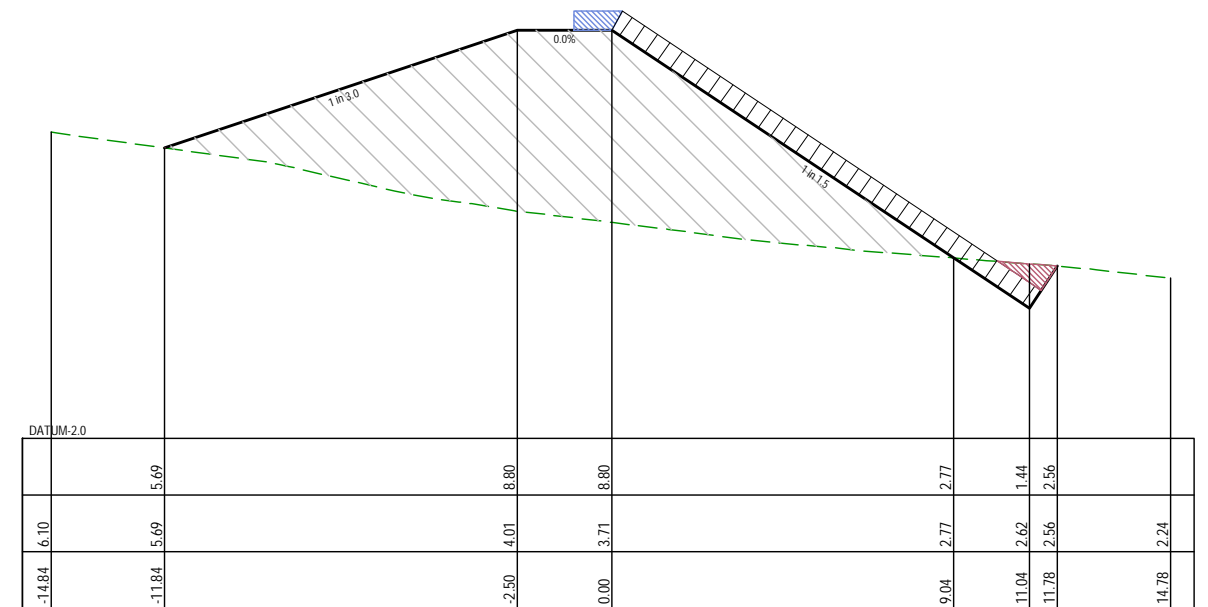 0.0%
1 in 3.0
1 in 1.5
DATUM-2.0
5.69 8.80 8.80 2.77 1.44 2.56
6.10 5.69 4.01 3.71 2.77 2.62 2.56 2.24
-14.84 -11.84 -2.50 0.00 9.04 11.04 11.78 14.78